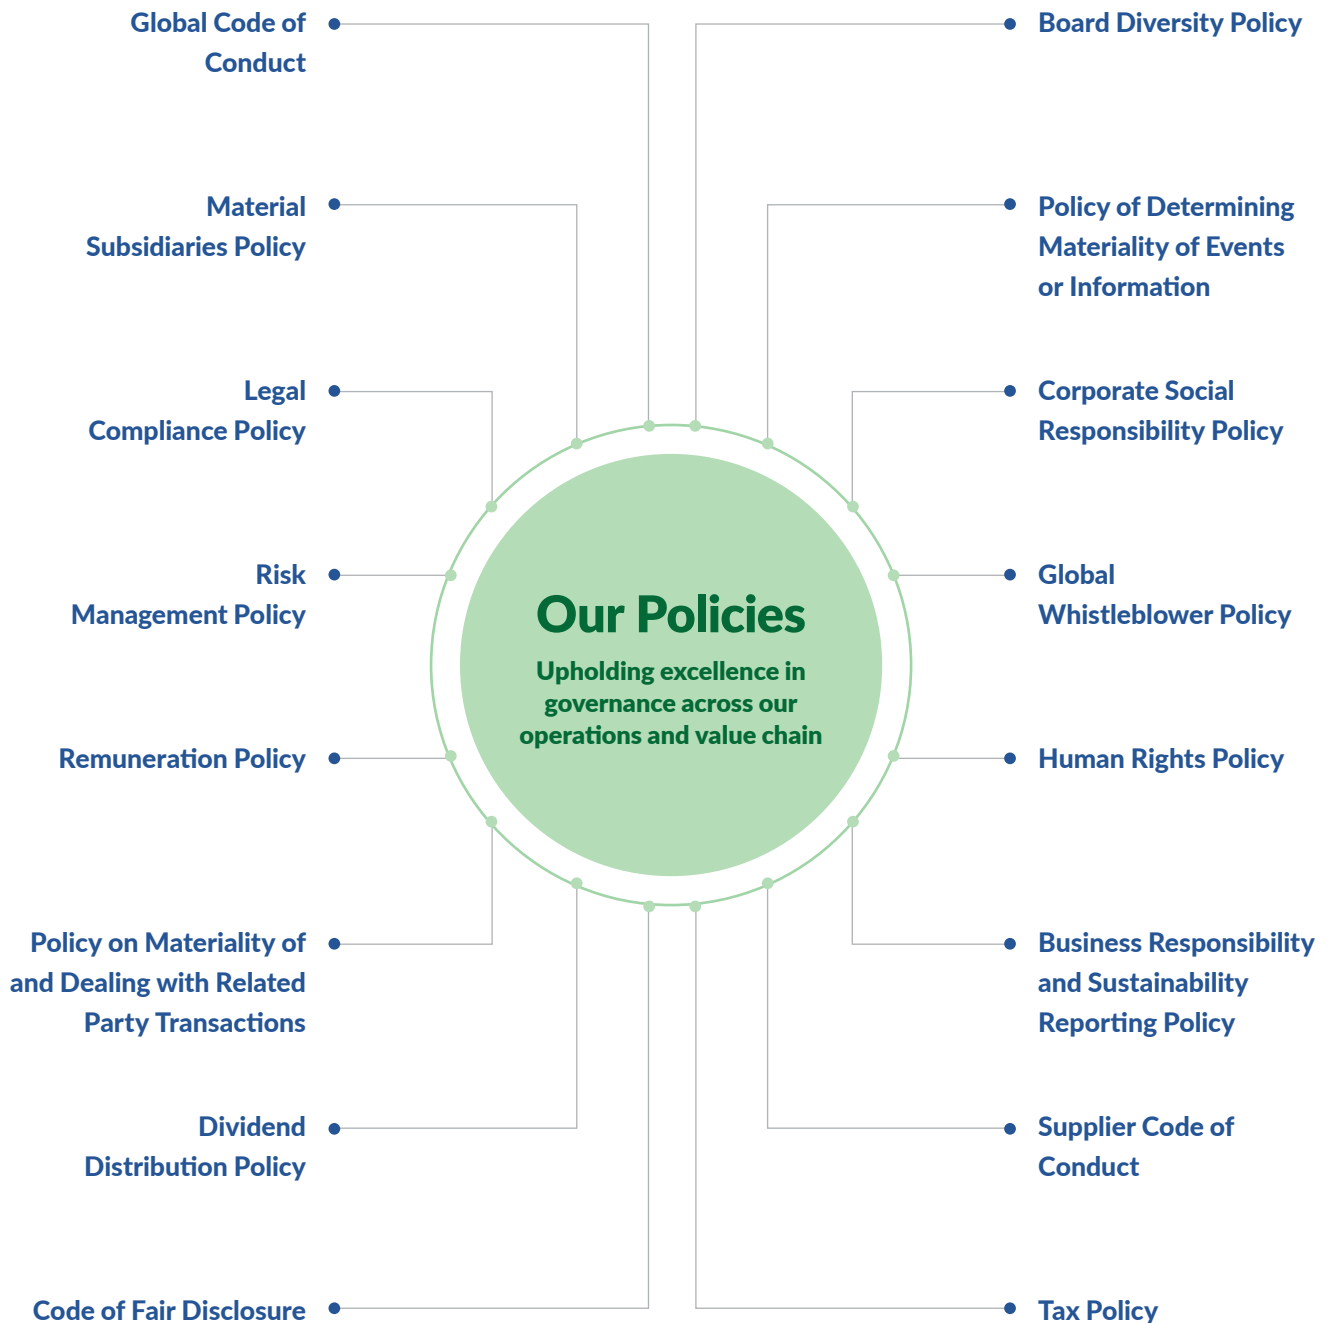 Global Code of
Conduct
Material
Subsidiaries Policy
Legal
Compliance Policy
Risk
Management Policy
Remuneration Policy
Policy on Materiality of
and Dealing with Related
Party Transactions
Dividend
Distribution Policy
Code of Fair Disclosure
Our Policies
Upholding excellence in
governance across our
operations and value chain
Board Diversity Policy
Policy of Determining
Materiality of Events
or Information
Corporate Social
Responsibility Policy
Global
Whistleblower Policy
Human Rights Policy
Business Responsibility
and Sustainability
Reporting Policy
Supplier Code of
Conduct
Tax Policy